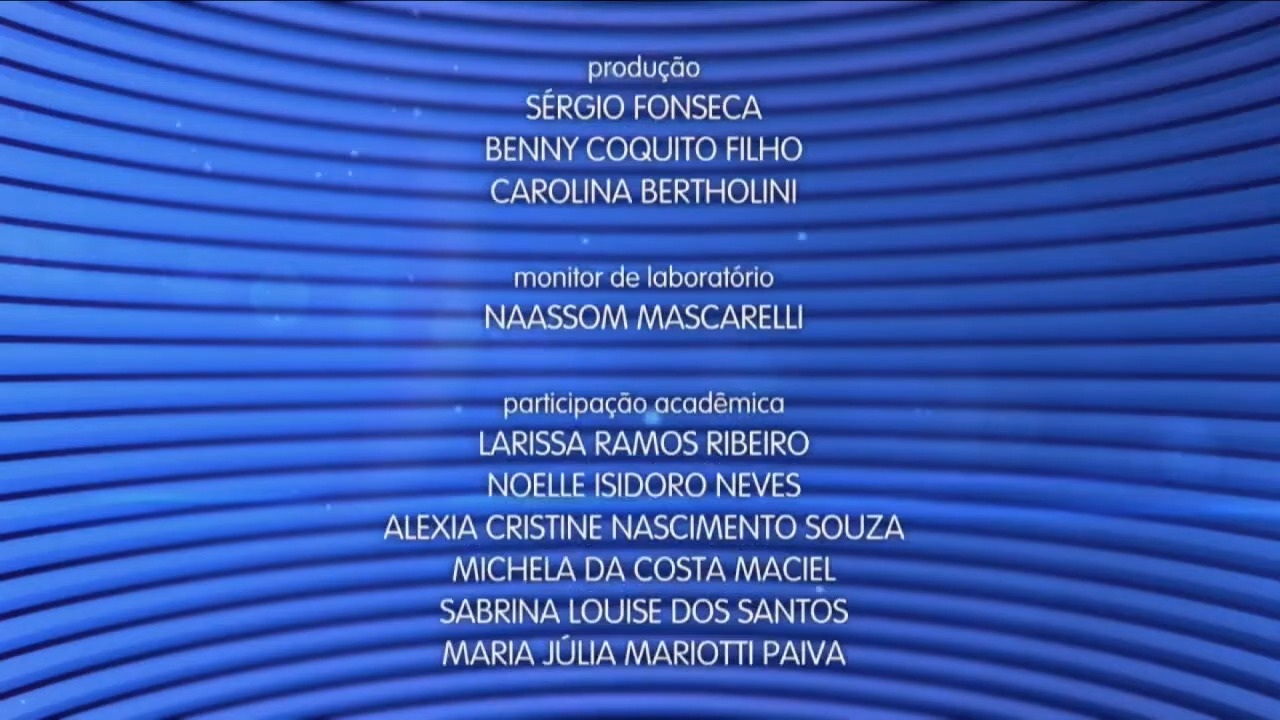 produção
SÉRGIO FONSECA
BENNY COQUITO FILHO
CAROLINA BERTHOLINI
monitor de laboratório
NAASSOM MASCARELLI
participação acadêmica
LARISSA RAMOS RIBEIRO
NOELLE ISIDORO NEVES
ALEXIA CRISTINE NASCIMENTO SOUZA
MICHELA DA COSTA MACIEL
SABRINA LOUISE DOS SANTOS
MARIA JÚLIA MARIOTTI PAIVA